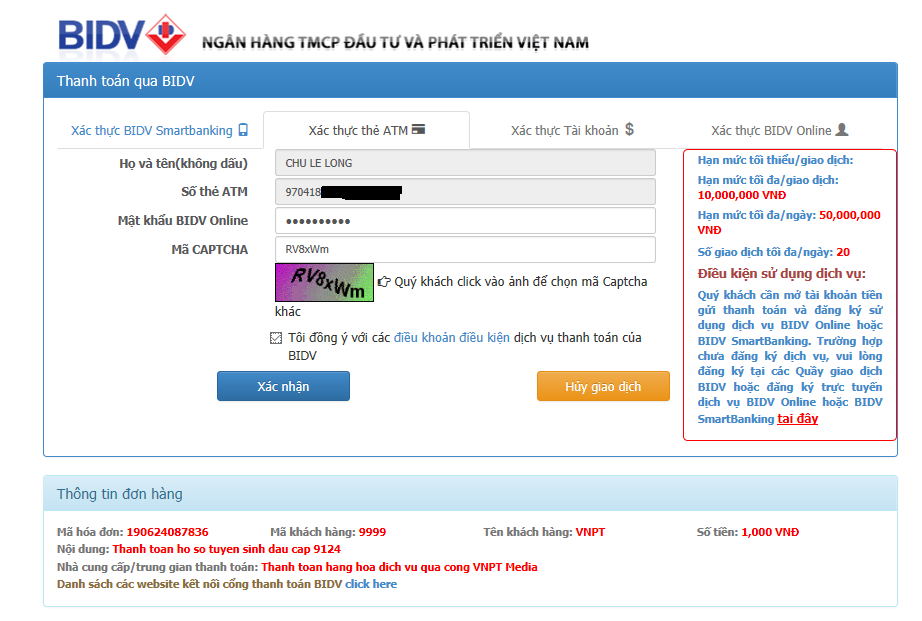 BIDV NGÂN HÀNG TMCP ĐẦU TƯ VÀ PHÁT TRIỂN VIỆT NAM
Thanh toán qua BIDV
Xác thực BIDV Smartbanking
Xác thực thẻ ATM
Xác thực Tài khoản $
Xác thực BIDV Online
Họ và tên(không dấu) CHU LE LONG
Số thẻ ATM 970418
Mật khẩu BIDV Online ••••••••••
Mã CAPTCHA RV8xWm
RV8xWm
Quý khách click vào ảnh để chọn mã Captcha
khác
Tôi đồng ý với các điều khoản điều kiện dịch vụ thanh toán của
BIDV
Xác nhận
Hủy giao dịch
Hạn mức tối thiểu/giao dịch:
Hạn mức tối đa/giao dịch:
10,000,000 VNĐ
Hạn mức tối đa/ngày: 50,000,000
VNĐ
Số giao dịch tối đa/ngày: 20
Điều kiện sử dụng dịch vụ:
Quý khách cần mở tài khoản tiền
gửi thanh toán và đăng ký sử
dụng dịch vụ BIDV Online hoặc
BIDV SmartBanking. Trường hợp
chưa đăng ký dịch vụ, vui lòng
đăng ký tại các Quầy giao dịch
BIDV hoặc đăng ký trực tuyến
dịch vụ BIDV Online hoặc BIDV
SmartBanking tại đây
Thông tin đơn hàng
Mã hóa đơn: 190624087836
Mã khách hàng: 9999
Tên khách hàng: VNPT
Số tiền: 1,000 VNĐ
Nội dung: Thanh toan ho so tuyen sinh dau cap 9124
Nhà cung cấp/trung gian thanh toán: Thanh toan hang hoa dich vu qua cong VNPT Media
Danh sách các website kết nối cổng thanh toán BIDV click here